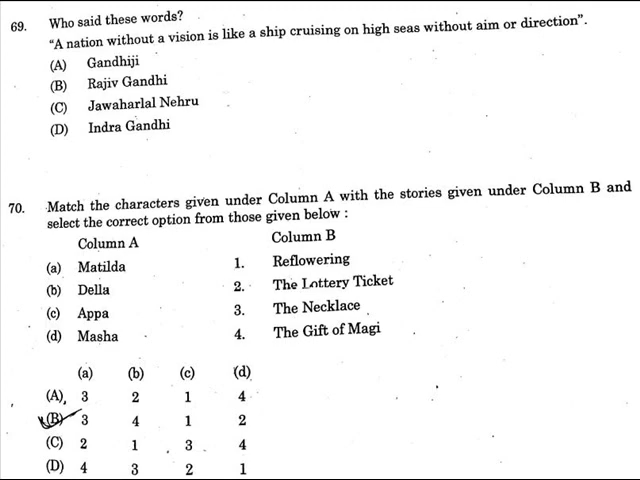 69. Who said these words?
"A nation without a vision is like a ship cruising on high seas without aim or direction".
(A) Gandhiji
(B) Rajiv Gandhi
(C) Jawaharlal Nehru
(D) Indra Gandhi
70. Match the characters given under Column A with the stories given under Column B and
select the correct option from those given below :
Column A Column B
(a) Matilda 1. Reflowering
(b) Della 2. The Lottery Ticket
(c) Appa 3. The Necklace
(d) Masha 4. The Gift of Magi
(a) (b) (c) (d)
(A) 3 2 1 4
(B) 3 4 1 2
(C) 2 1 3 4
(D) 4 3 2 1